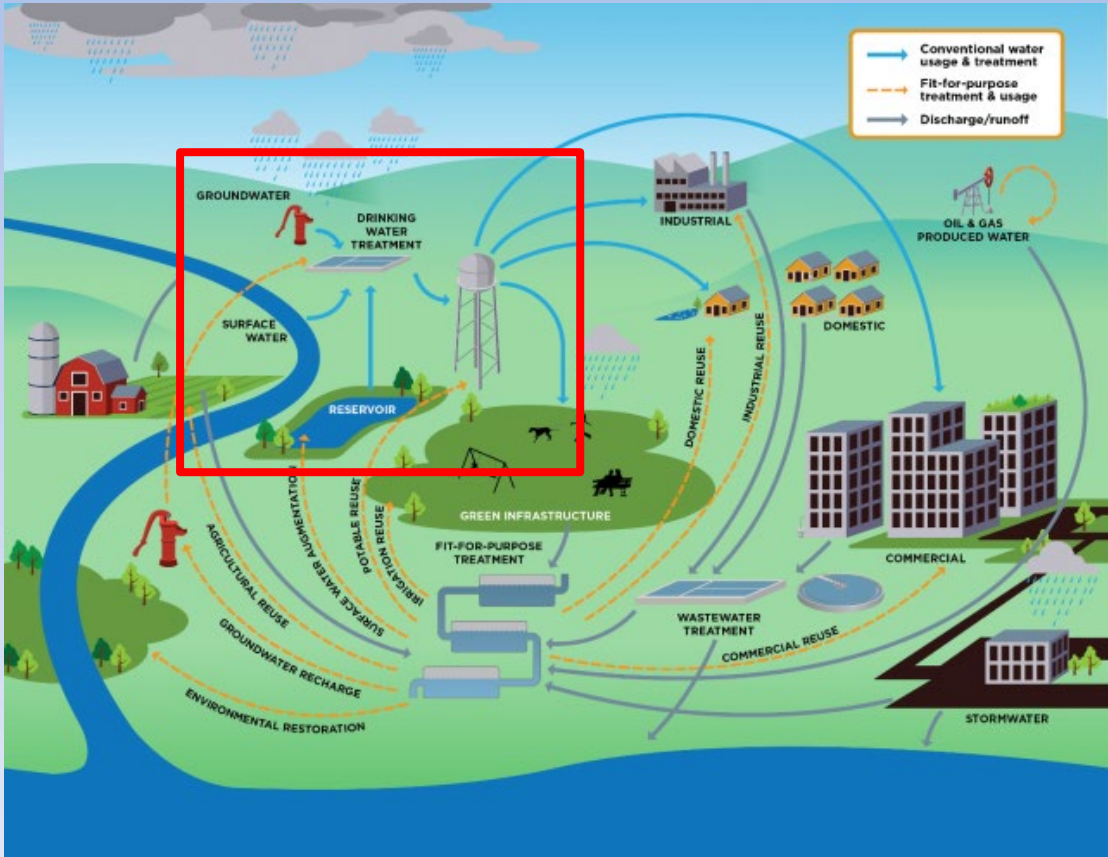 Conventional water
usage & treatment
Fit-for-purpose
treatment & usage
Discharge/runoff
GROUNDWATER
DRINKING
WATER
TREATMENT
INDUSTRIAL
OIL & GAS
PRODUCED WATER
SURFACE
WATER
DOMESTIC
RESERVOIR
DOMESTIC REUSE
INDUSTRIAL REUSE
GREEN INFRASTRUCTURE
AGRICULTURAL REUSE
SURFACE WATER AUGMENTATION
POTABLE REUSE
IRRIGATION REUSE
FIT-FOR-PURPOSE
TREATMENT
COMMERCIAL
WASTEWATER
TREATMENT
COMMERCIAL REUSE
GROUNDWATER RECHARGE
ENVIRONMENTAL RESTORATION
STORMWATER